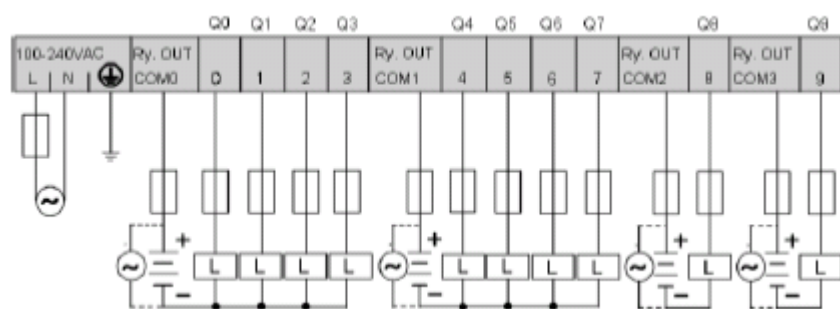 Q0 Q1 Q2 Q3 Q4 Q5 Q6 Q7 Q8 Q9
100-240VAC Ry. OUT Ry. OUT Ry. OUT Ry. OUT
L N COM0 0 1 2 3 COM1 4 5 6 7 COM2 8 COM3 9
~
+ + + +
~ L L L L ~ L L L L ~ L ~ L
- - - -